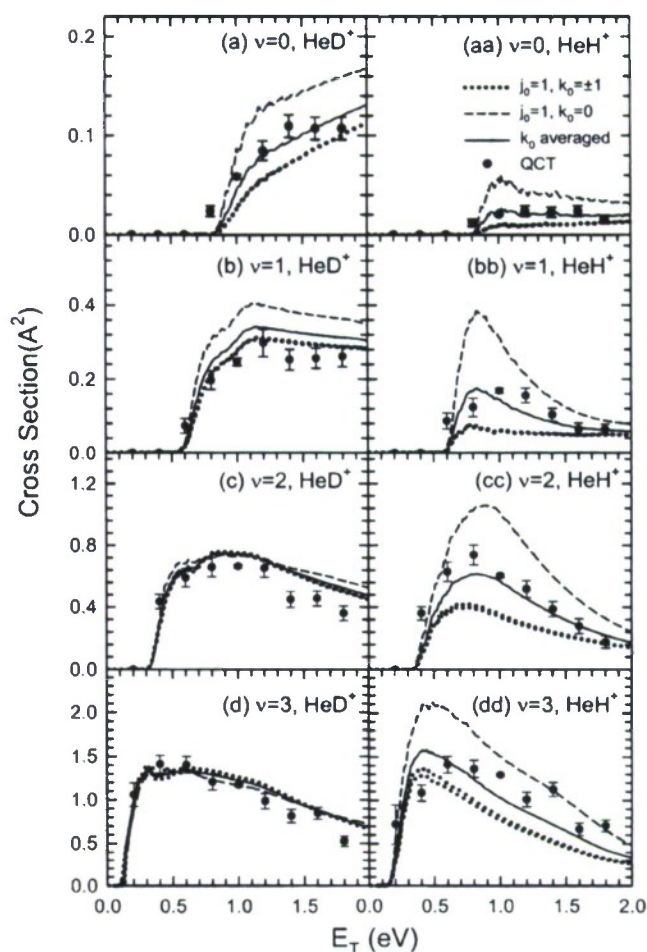 (a) ν=0, HeD⁺
(aa) ν=0, HeH⁺
j₀=1, k₀=±1
j₀=1, k₀=0
k₀ averaged
QCT
0.2
0.1
0.0
(b) ν=1, HeD⁺
(bb) ν=1, HeH⁺
0.4
0.2
0.0
(c) ν=2, HeD⁺
(cc) ν=2, HeH⁺
1.2
0.8
0.4
0.0
(d) ν=3, HeD⁺
(dd) ν=3, HeH⁺
2.0
1.5
1.0
0.5
0.0
Cross Section(A²)
0.0 0.5 1.0 1.5 0.0 0.5 1.0 1.5 2.0
E_T (eV)